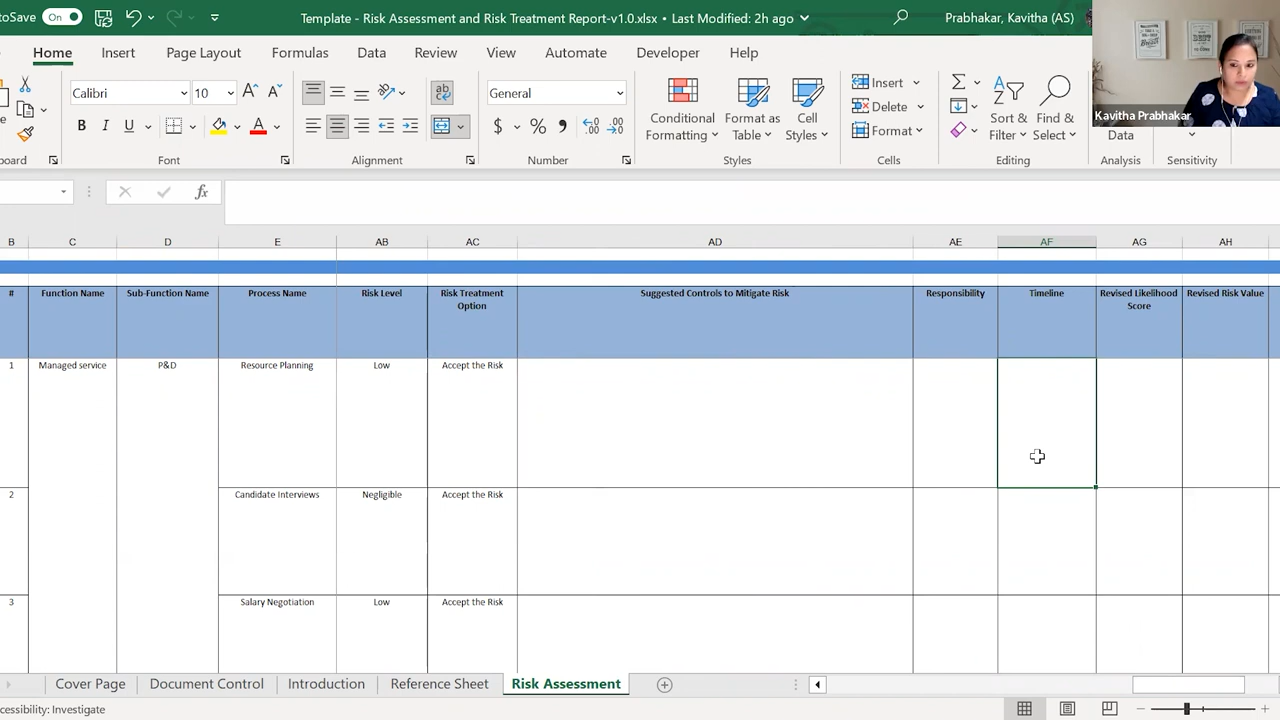 toSave On Template - Risk Assessment and Risk Treatment Report-v1.0.xlsx • Last Modified: 2h ago Prabhakar, Kavitha (AS)
Home Insert Page Layout Formulas Data Review View Automate Developer Help
Calibri 10 A A ab c General Insert
Conditional Formatting Format as Table Cell Styles Delete Sort & Filter Find & Select
B I U A $ % Format Data
board Font Alignment Number Styles Cells Editing Analysis Sensitivity
Kavitha Prabhakar
fx
B C D E AB AC AD AE AF AG AH
# Function Name Sub-Function Name Process Name Risk Level Risk Treatment Option Suggested Controls to Mitigate Risk Responsibility Timeline Revised Likelihood Score Revised Risk Value
1 Managed service P&D Resource Planning Low Accept the Risk
2 Candidate Interviews Negligible Accept the Risk
3 Salary Negotiation Low Accept the Risk
Cover Page Document Control Introduction Reference Sheet Risk Assessment
ccessibility: Investigate